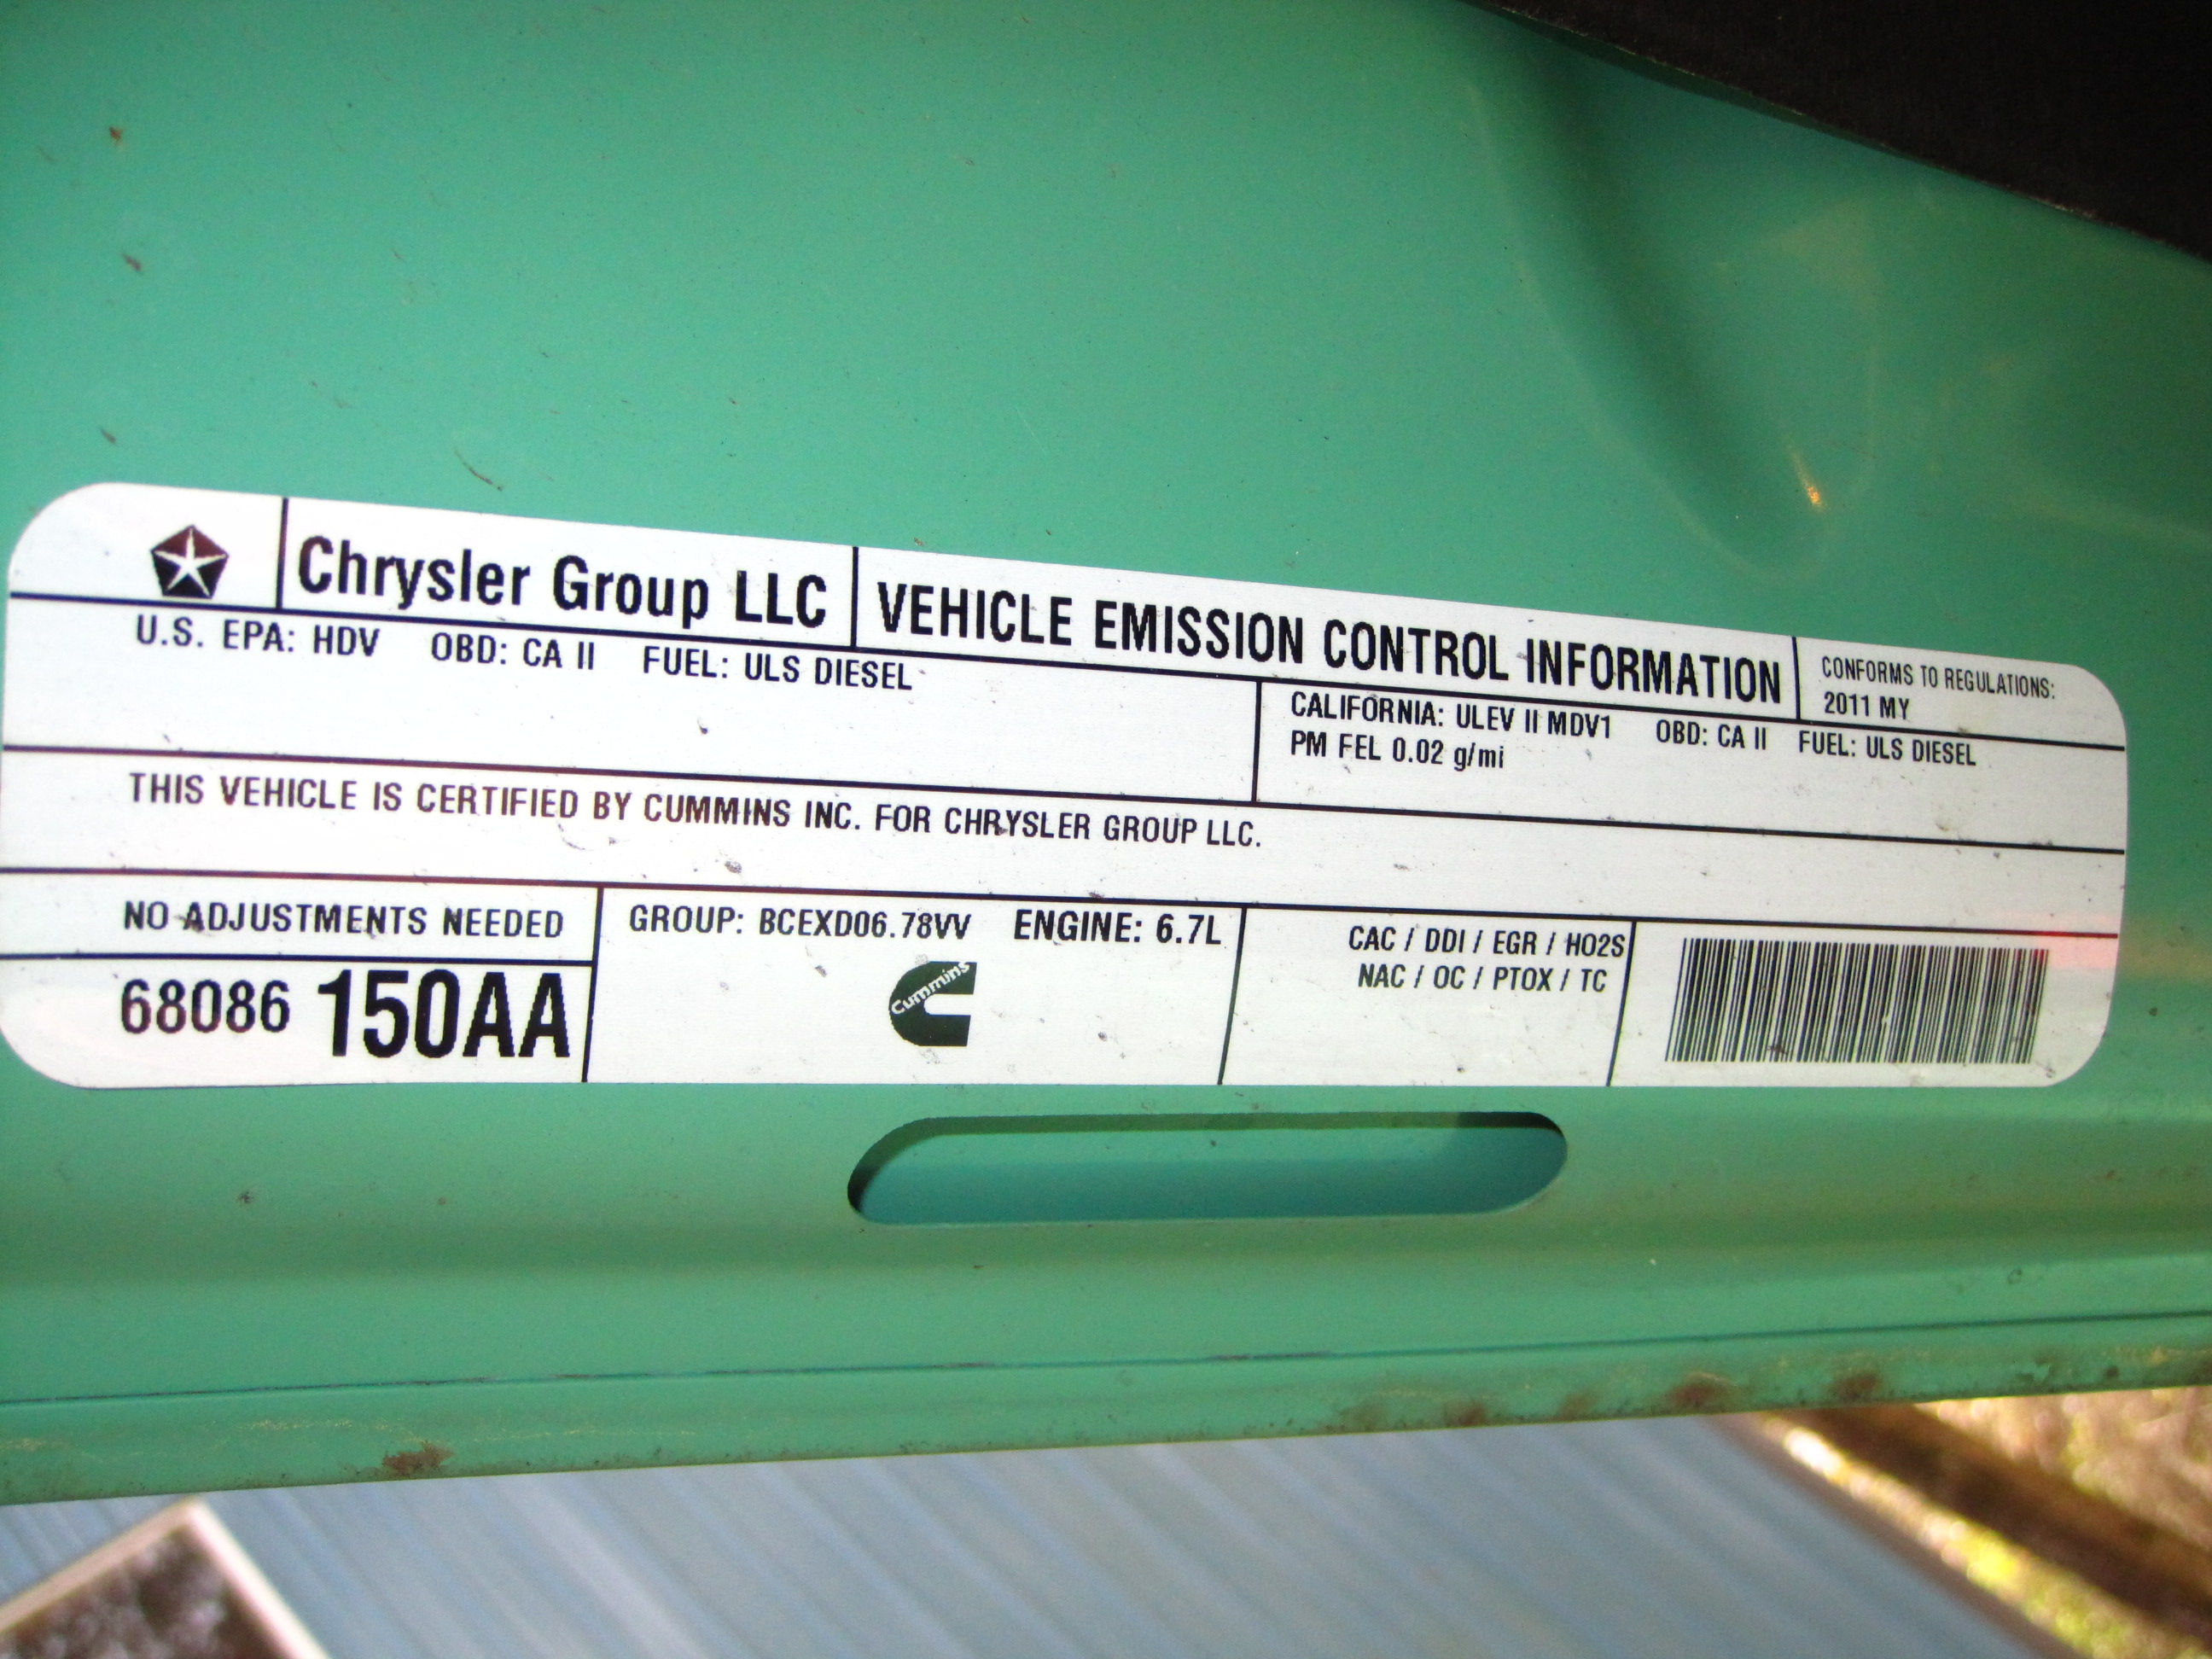 Chrysler Group LLC
VEHICLE EMISSION CONTROL INFORMATION
CONFORMS TO REGULATIONS:
2011 MY
U.S. EPA: HDV OBD: CA II FUEL: ULS DIESEL
CALIFORNIA: ULEV II MDV1 OBD: CA II FUEL: ULS DIESEL
PM FEL 0.02 g/mi
THIS VEHICLE IS CERTIFIED BY CUMMINS INC. FOR CHRYSLER GROUP LLC.
NO ADJUSTMENTS NEEDED
68086 150AA
GROUP: BCEXD06.78VV ENGINE: 6.7L
Cummins
CAC / DDI / EGR / HO2S
NAC / OC / PTOX / TC